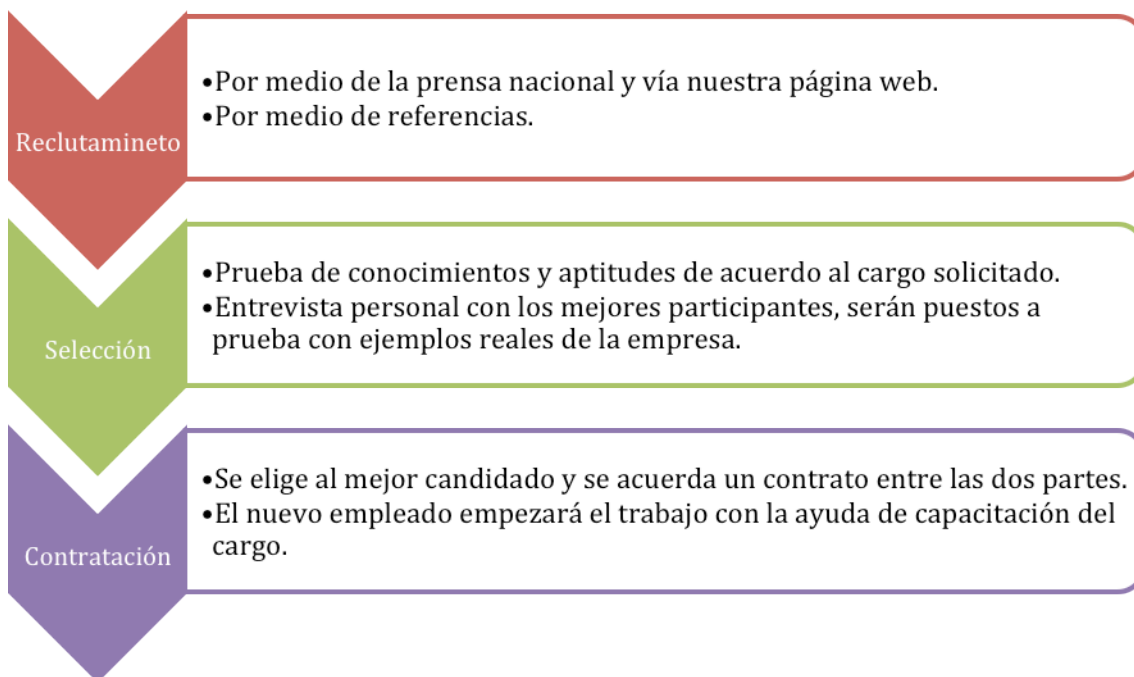 Reclutamineto
•Por medio de la prensa nacional y vía nuestra página web.
•Por medio de referencias.
Selección
•Prueba de conocimientos y aptitudes de acuerdo al cargo solicitado.
•Entrevista personal con los mejores participantes, serán puestos a
prueba con ejemplos reales de la empresa.
Contratación
•Se elige al mejor candidado y se acuerda un contrato entre las dos partes.
•El nuevo empleado empezará el trabajo con la ayuda de capacitación del
cargo.